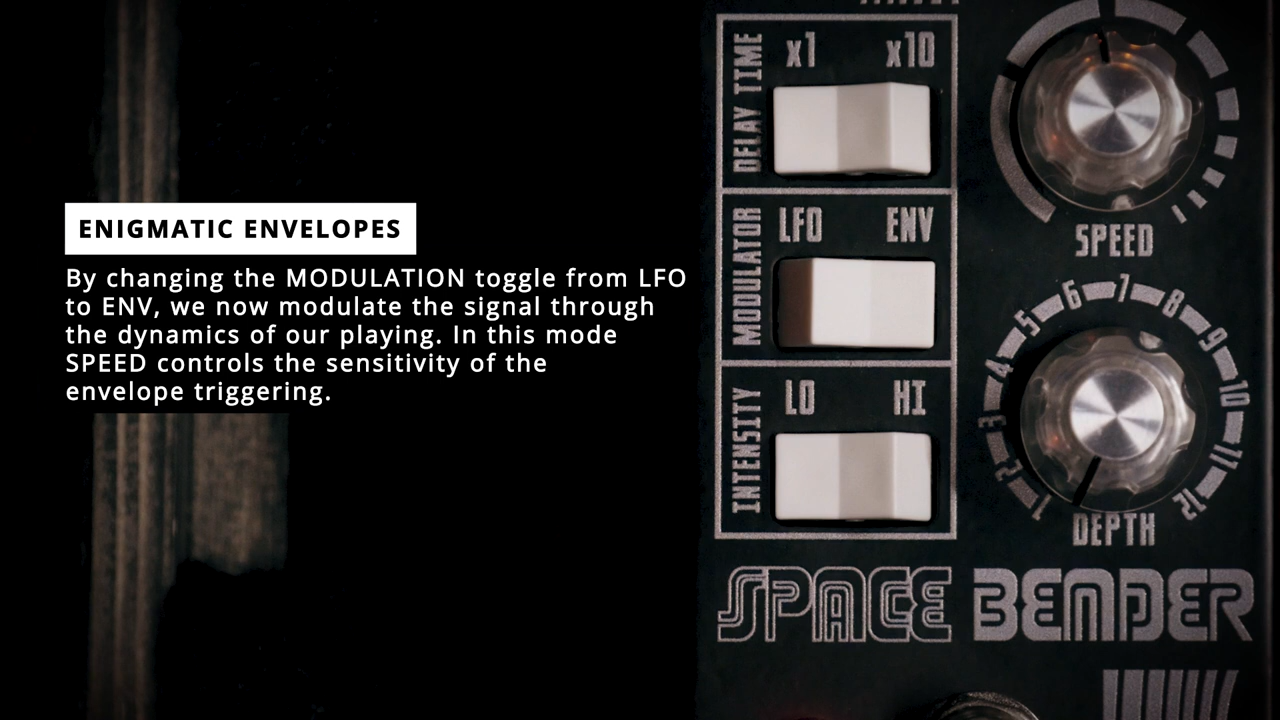 ENIGMATIC ENVELOPES
By changing the MODULATION toggle from LFO
to ENV, we now modulate the signal through
the dynamics of our playing. In this mode
SPEED controls the sensitivity of the
envelope triggering.
DELAY TIME
x1 x10
MODULATOR
LFO ENV
INTENSITY
LO HI
SPEED
1 2 3 4 5 6 7 8 9 10 11 12
DEPTH
SPACE BENDER